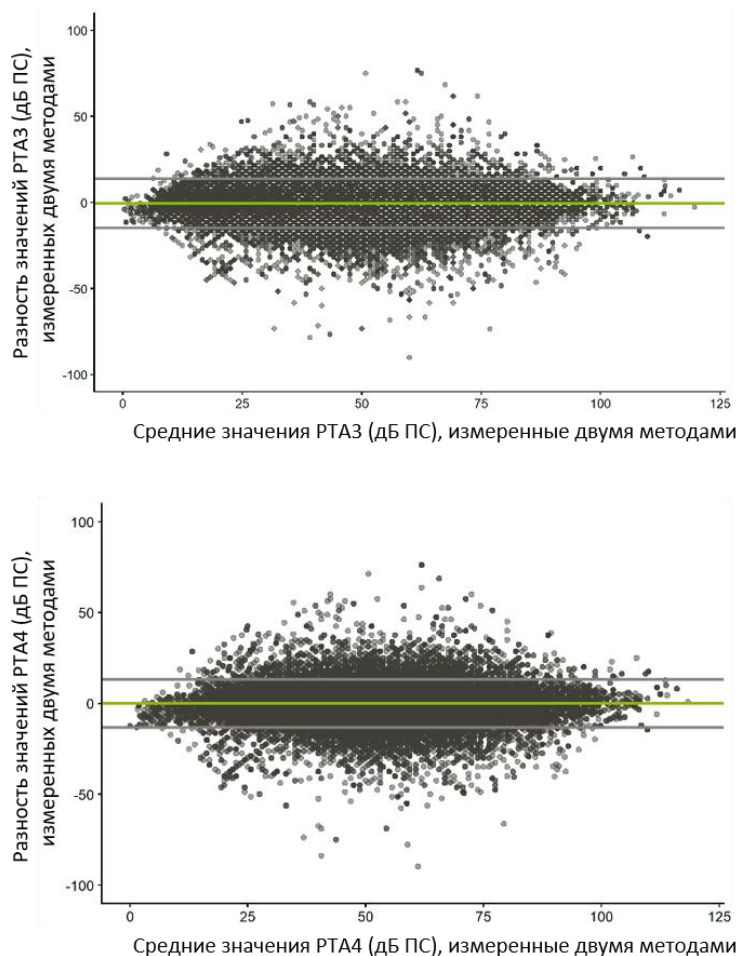 Разность значений PTA3 (дБ ПС),
измеренных двумя методами
100
50
0
-50
-100
0 25 50 75 100 125
Средние значения PTA3 (дБ ПС), измеренные двумя методами
Разность значений PTA4 (дБ ПС),
измеренных двумя методами
100
50
0
-50
-100
0 25 50 75 100 125
Средние значения PTA4 (дБ ПС), измеренные двумя методами